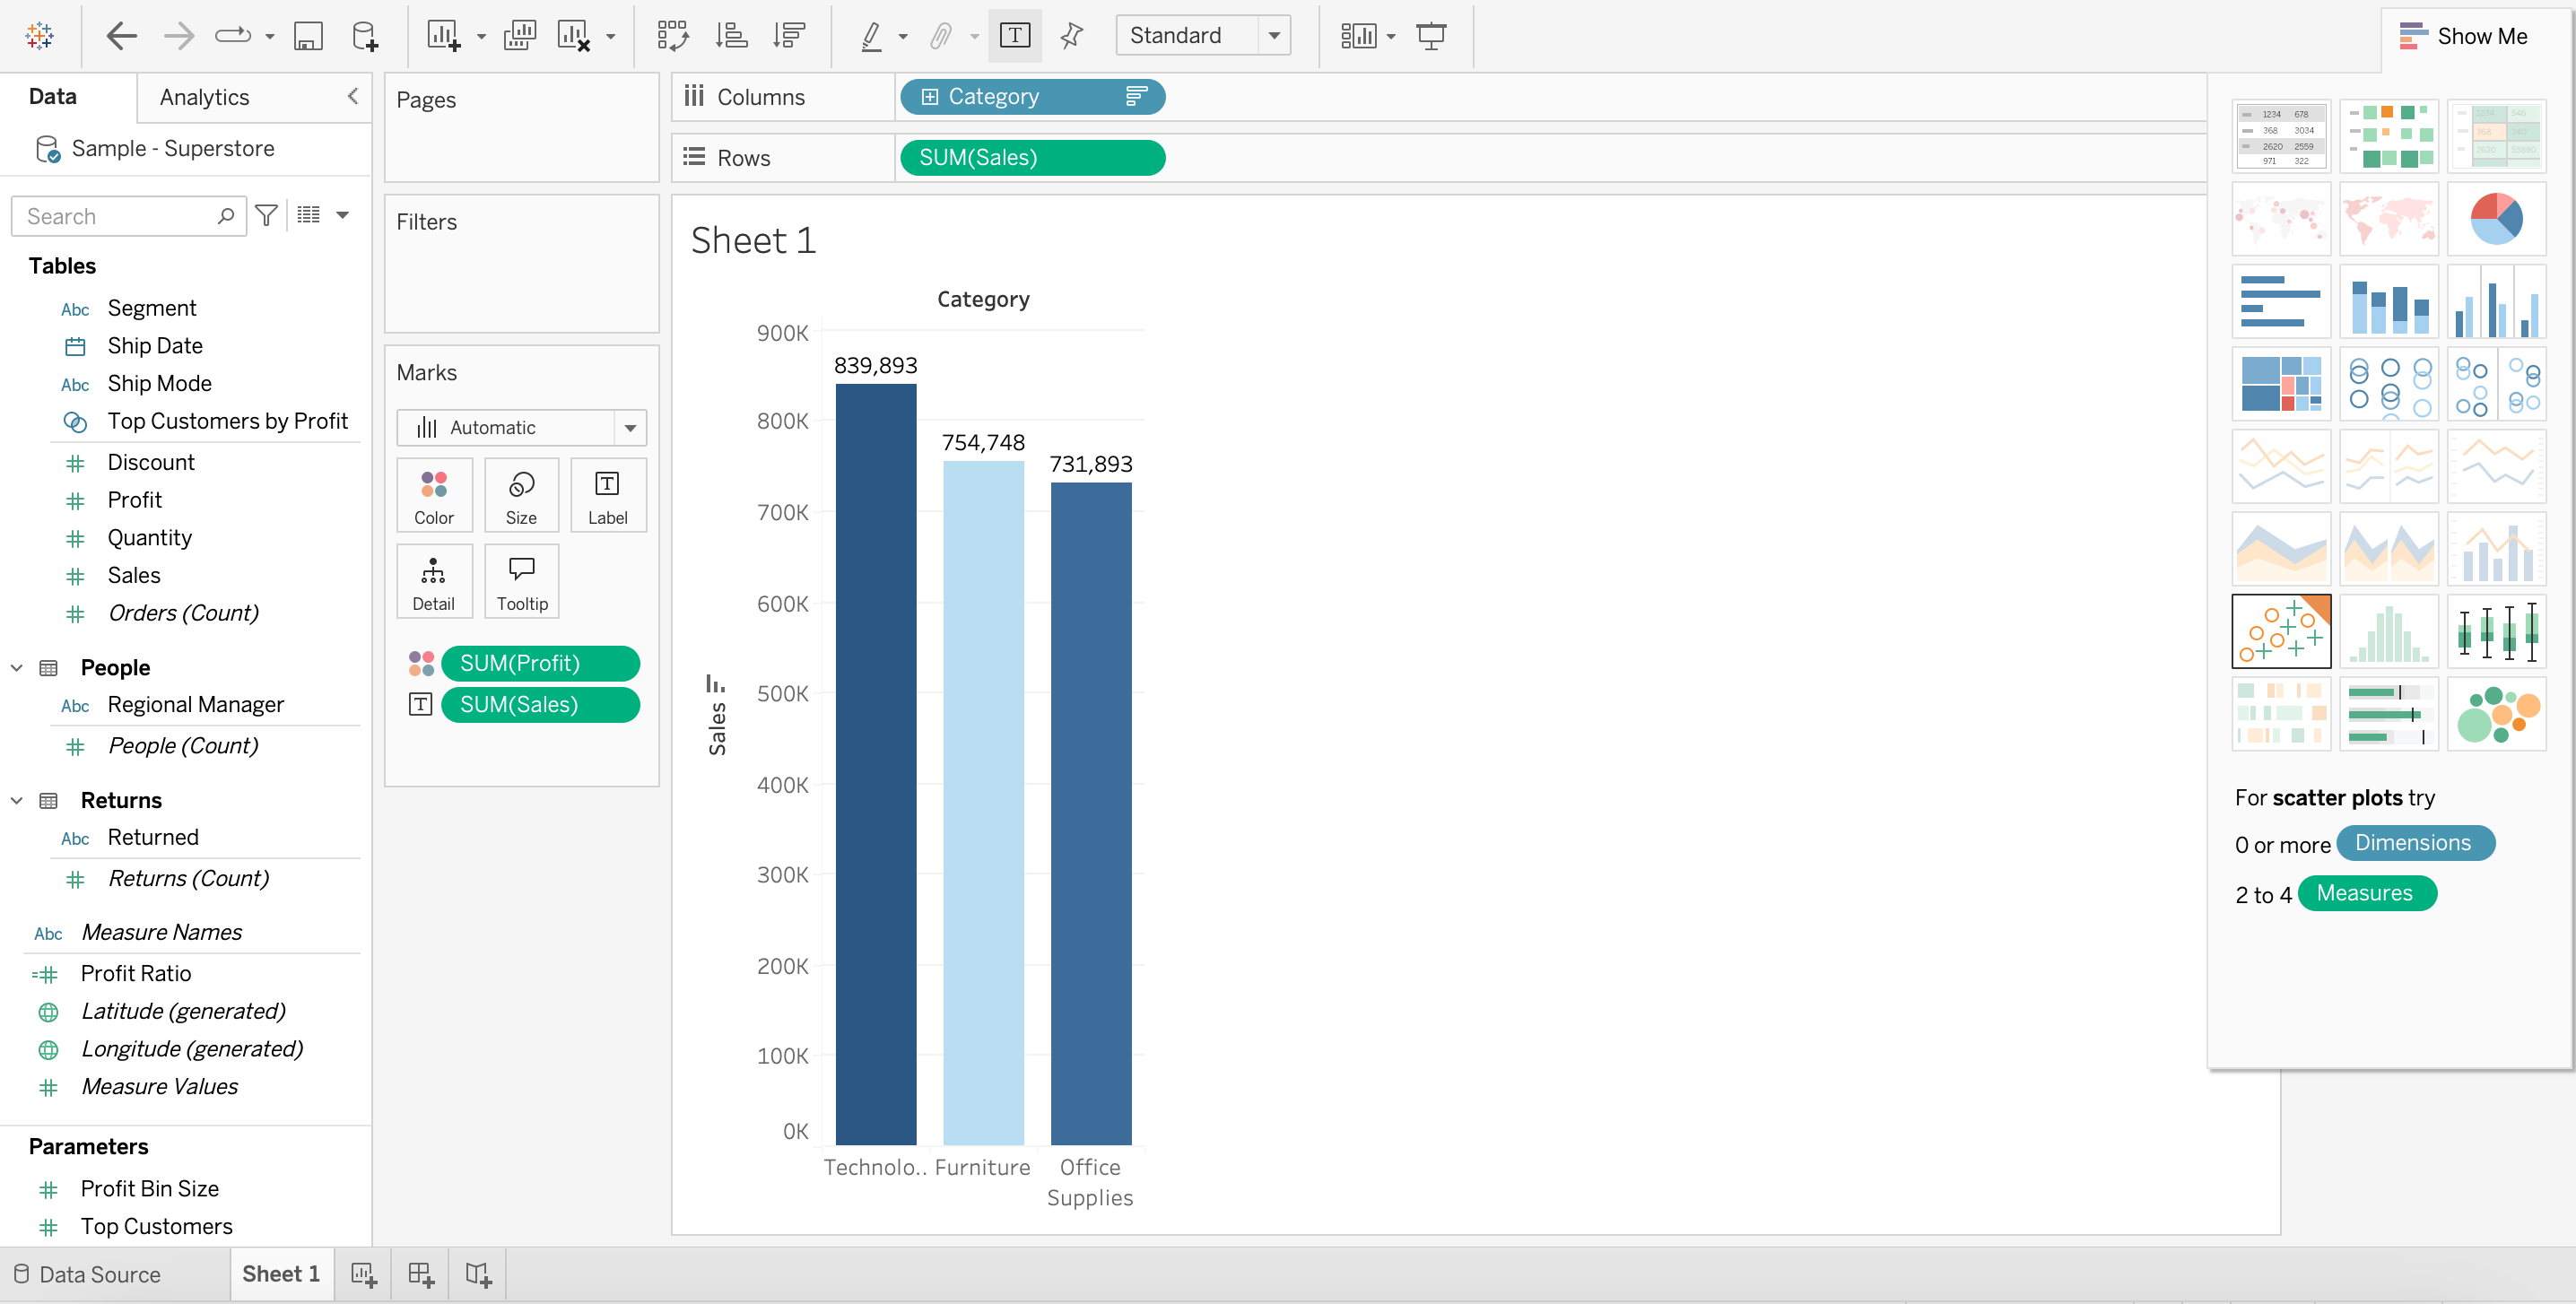 Standard
Show Me
Data
Analytics
Sample - Superstore
Search
Tables
Abc Segment
Ship Date
Abc Ship Mode
Top Customers by Profit
Discount
Profit
Quantity
Sales
Orders (Count)
People
Abc Regional Manager
People (Count)
Returns
Abc Returned
Returns (Count)
Abc Measure Names
Profit Ratio
Latitude (generated)
Longitude (generated)
Measure Values
Parameters
Profit Bin Size
Top Customers
Pages
Filters
Marks
Automatic
Color
Size
Label
Detail
Tooltip
SUM(Profit)
SUM(Sales)
Columns
Category
Rows
SUM(Sales)
Sheet 1
Category
900K
800K
700K
600K
500K
400K
300K
200K
100K
0K
Sales
839,893
754,748
731,893
Technolo..
Furniture
Office
Supplies
1234 678
368 3034
2620 2559
971 322
1234 546
368 340
2620 53890
For scatter plots try
0 or more Dimensions
2 to 4 Measures
Data Source
Sheet 1